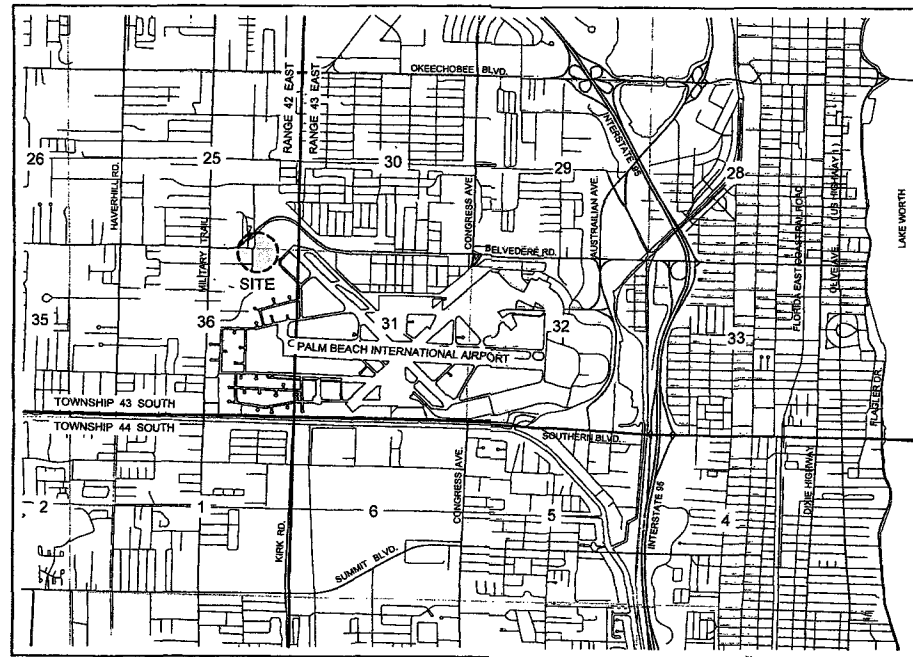 OKEECHOBEE BLVD.
RANGE 42 EAST
RANGE 43 EAST
INTERSTATE 95
26
HAVERHILL RD.
25
30
CONGRESS AVE.
29
AUSTRALIAN AVE.
28
FLORIDA EAST COAST RAILROAD
OLIVE AVE. (US HIGHWAY 1)
LAKE WORTH
MILITARY TRAIL
BELVEDERE RD.
SITE
35
36
31
32
33
PALM BEACH INTERNATIONAL AIRPORT
FLAGLER DR.
TOWNSHIP 43 SOUTH
TOWNSHIP 44 SOUTH
SOUTHERN BLVD.
CONGRESS AVE.
DIXIE HIGHWAY
2
1
6
5
4
KIRK RD.
SUMMIT BLVD.
INTERSTATE 95